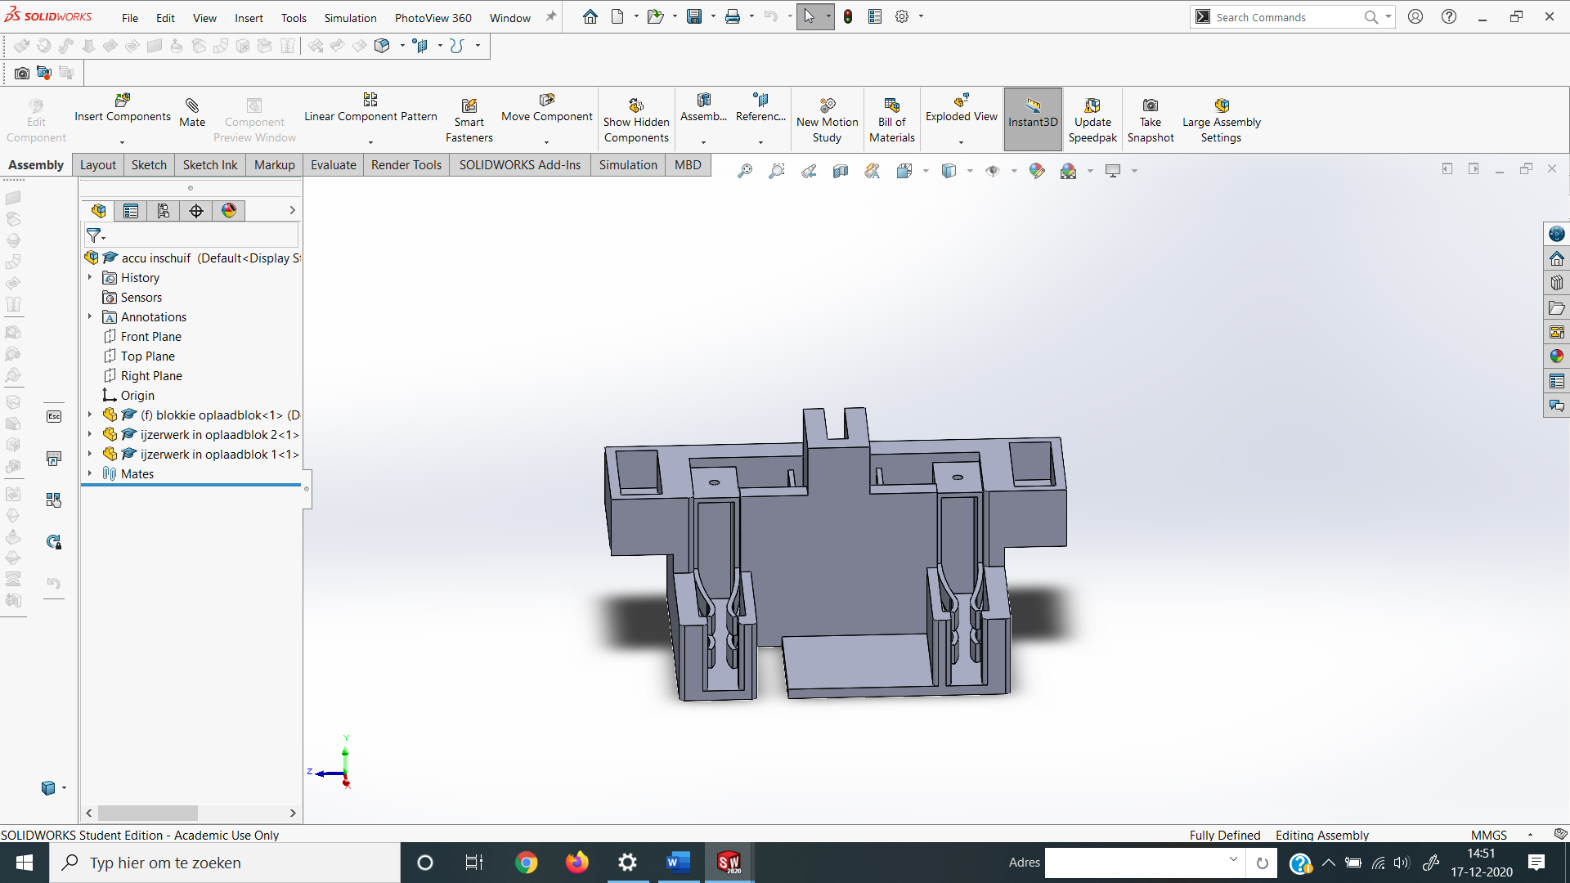 SOLIDWORKS File Edit View Insert Tools Simulation PhotoView 360 Window Search Commands
Edit Component
Insert Components
Mate
Component Preview Window
Linear Component Pattern
Smart Fasteners
Move Component
Show Hidden Components
Assemb...
Referenc...
New Motion Study
Bill of Materials
Exploded View
Instant3D
Update Speedpak
Take Snapshot
Large Assembly Settings
Assembly Layout Sketch Sketch Ink Markup Evaluate Render Tools SOLIDWORKS Add-Ins Simulation MBD
accu inschuif (Default<Display St
History
Sensors
Annotations
Front Plane
Top Plane
Right Plane
Origin
(f) blokkie oplaadblok<1> (D
ijzerwerk in oplaadblok 2<1>
ijzerwerk in oplaadblok 1<1>
Mates
Esc
Y
Z
X
SOLIDWORKS Student Edition - Academic Use Only Fully Defined Editing Assembly MMGS
Typ hier om te zoeken
SW 2020
Adres
14:51
17-12-2020